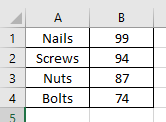 A B
1 Nails 99
2 Screws 94
3 Nuts 87
4 Bolts 74
5